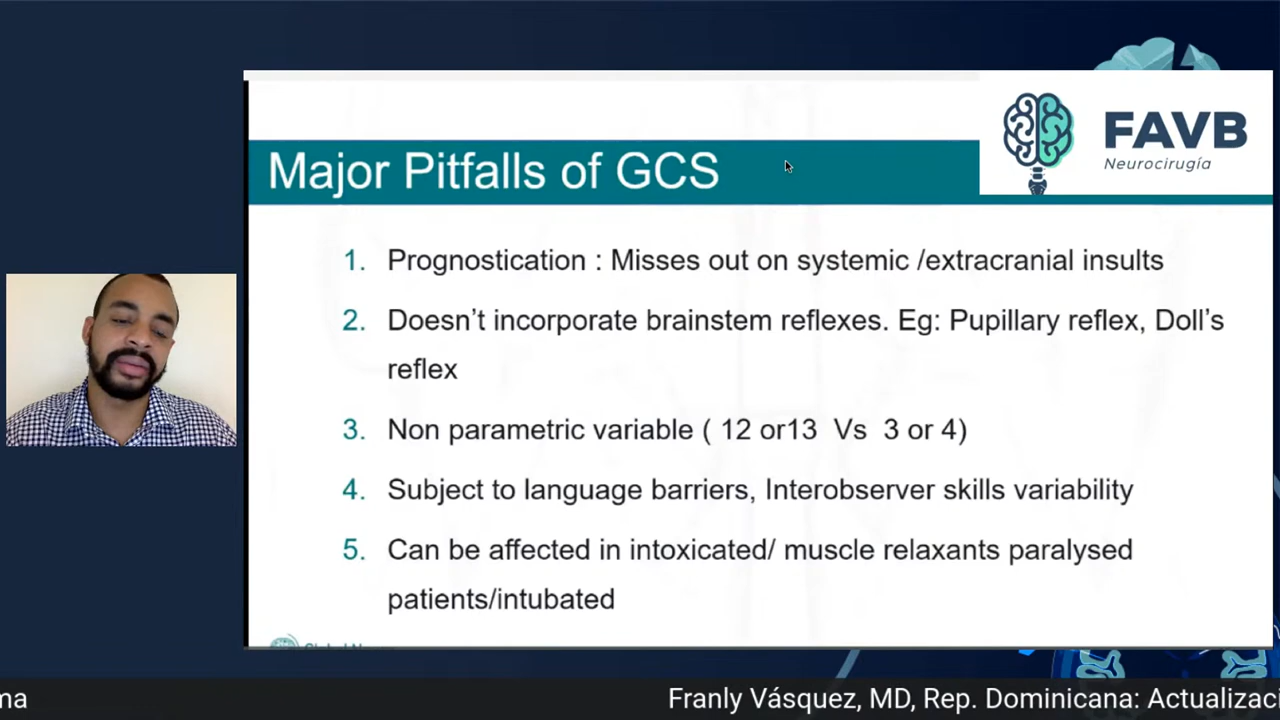 FAVB
Neurocirugía
Major Pitfalls of GCS
1. Prognostication : Misses out on systemic /extracranial insults
2. Doesn't incorporate brainstem reflexes. Eg: Pupillary reflex, Doll's
reflex
3. Non parametric variable ( 12 or13 Vs 3 or 4)
4. Subject to language barriers, Interobserver skills variability
5. Can be affected in intoxicated/ muscle relaxants paralysed
patients/intubated
ma
Franly Vásquez, MD, Rep. Dominicana: Actualizaci